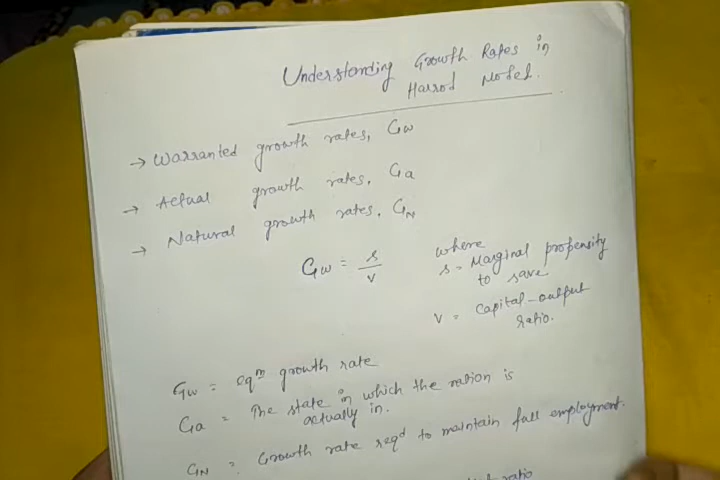 Understanding Growth Rates in
Harrod Model.
→ Warranted growth rates, Gw
→ Actual growth rates, Ga
→ Natural growth rates, GN
Gw = s/v
where
s = Marginal propensity
to save
v = Capital-output
ratio.
Gw = eqm growth rate
Ga = The state in which the nation is
actually in.
GN = Growth rate reqd to maintain full employment.
ratio